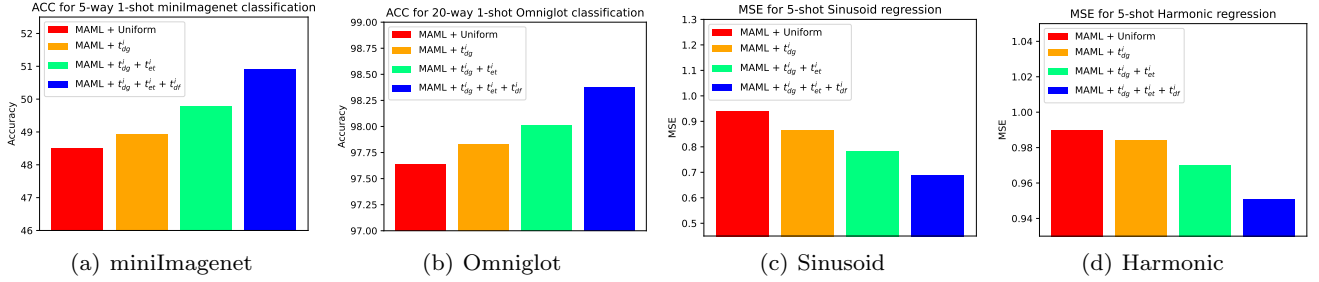 ACC for 5-way 1-shot miniImagenet classification
52
51
50
49
48
47
46
Accuracy
MAML + Uniform
MAML + t^i_dg
MAML + t^i_dg + t^i_et
MAML + t^i_dg + t^i_et + t^i_df
(a) miniImagenet
ACC for 20-way 1-shot Omniglot classification
99.00
98.75
98.50
98.25
98.00
97.75
97.50
97.25
97.00
Accuracy
MAML + Uniform
MAML + t^i_dg
MAML + t^i_dg + t^i_et
MAML + t^i_dg + t^i_et + t^i_df
(b) Omniglot
MSE for 5-shot Sinusoid regression
1.3
1.2
1.1
1.0
0.9
0.8
0.7
0.6
0.5
MSE
MAML + Uniform
MAML + t^i_dg
MAML + t^i_dg + t^i_et
MAML + t^i_dg + t^i_et + t^i_df
(c) Sinusoid
MSE for 5-shot Harmonic regression
1.04
1.02
1.00
0.98
0.96
0.94
MSE
MAML + Uniform
MAML + t^i_dg
MAML + t^i_dg + t^i_et
MAML + t^i_dg + t^i_et + t^i_df
(d) Harmonic